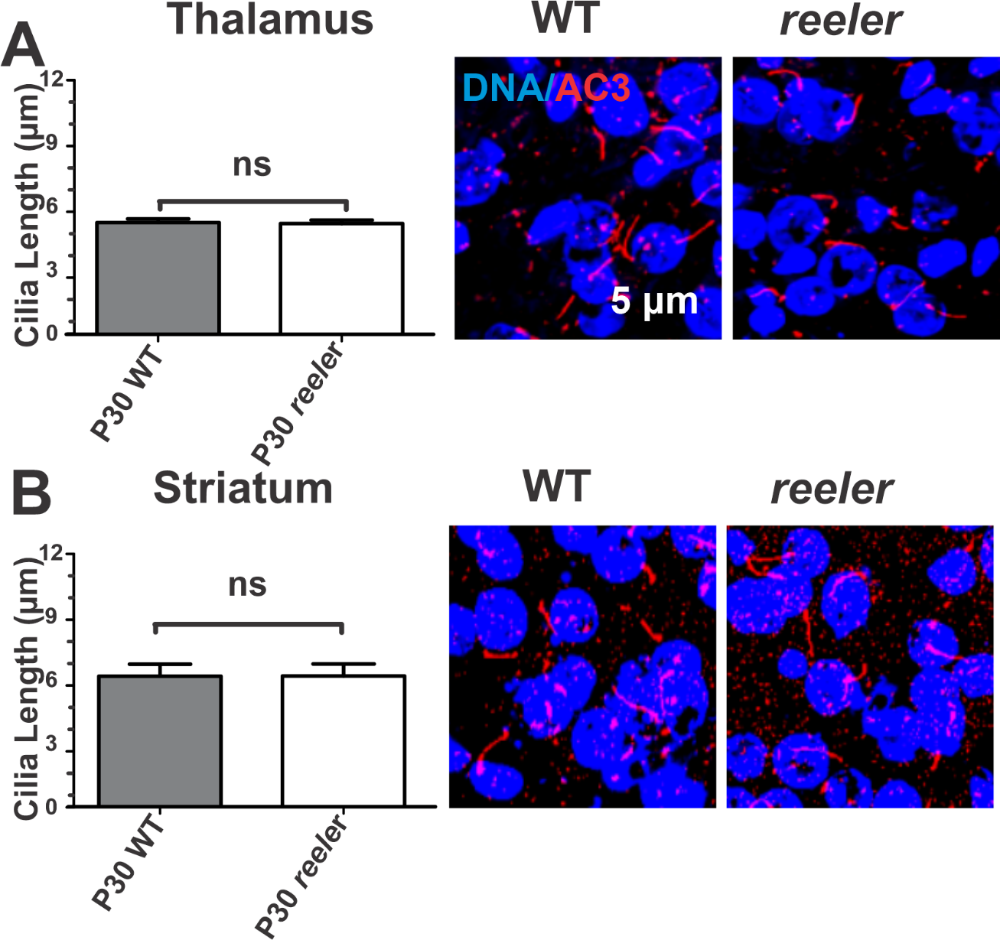 A
Thalamus
WT
reeler
Cilia Length (µm)
12
9
6
3
0
ns
P30 WT
P30 reeler
DNA/AC3
5 µm
B
Striatum
WT
reeler
Cilia Length (µm)
12
9
6
3
0
ns
P30 WT
P30 reeler